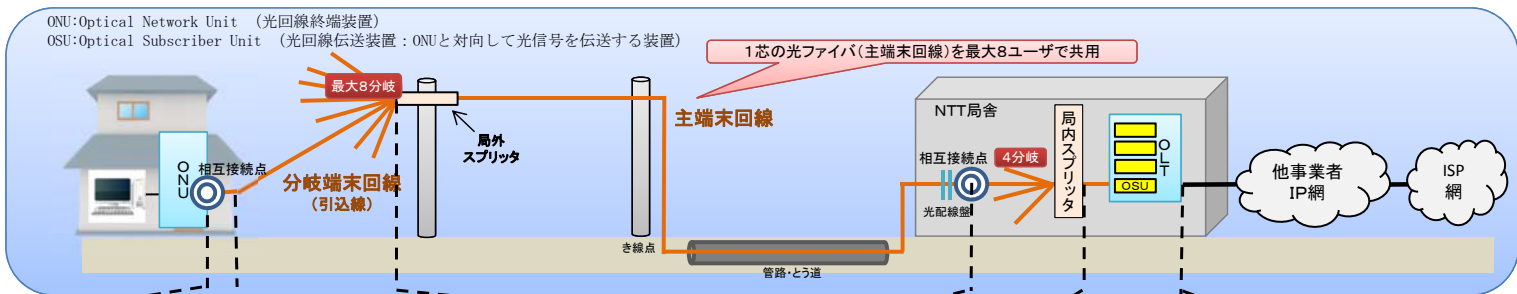 ONU:Optical Network Unit (光回線終端装置)
OSU:Optical Subscriber Unit (光回線伝送装置:ONUと対向して光信号を伝送する装置)
1芯の光ファイバ(主端末回線)を最大8ユーザで共用
最大8分岐
局外
スプリッタ
主端末回線
NTT局舎
局内スプリッタ
OLT
OSU
相互接続点
4分岐
光配線盤
他事業者
IP網
ISP
網
ONU
相互接続点
分岐端末回線
(引込線)
き線点
管路・とう道